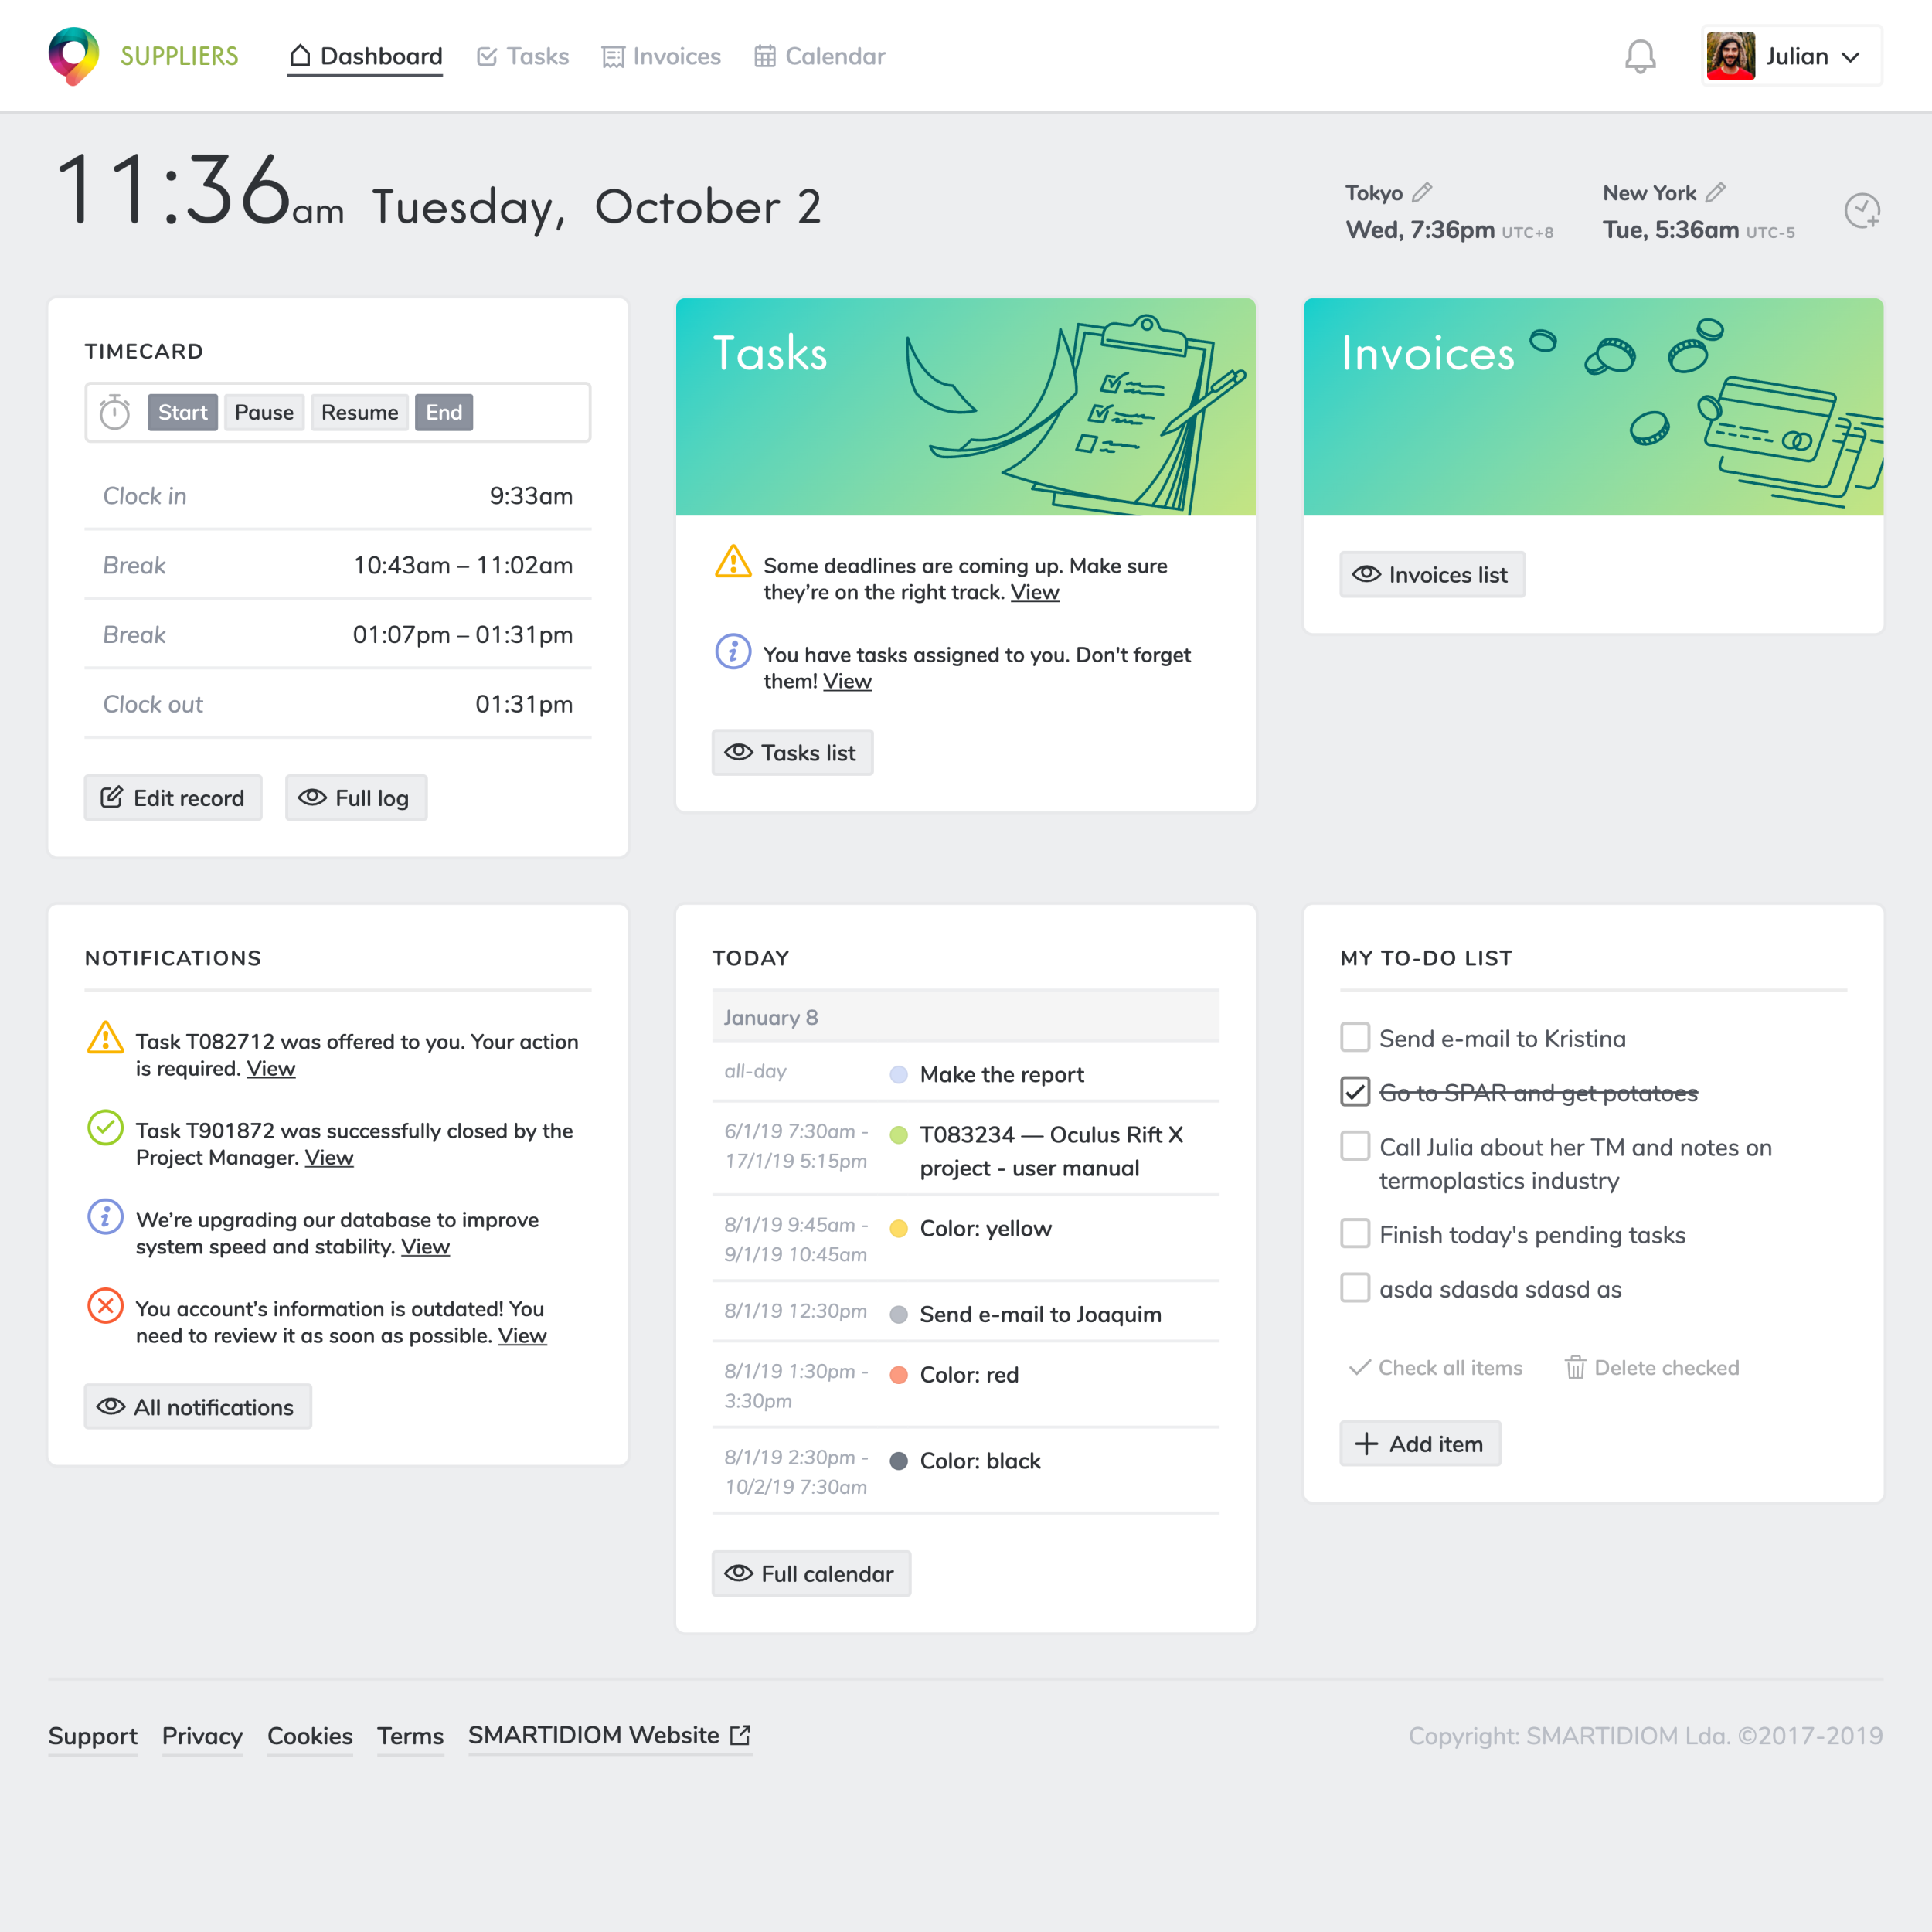 SUPPLIERS
Dashboard
Tasks
Invoices
Calendar
Julian
11:36am Tuesday, October 2
Tokyo
Wed, 7:36pm UTC+8
New York
Tue, 5:36am UTC-5
TIMECARD
Start Pause Resume End
Clock in 9:33am
Break 10:43am – 11:02am
Break 01:07pm – 01:31pm
Clock out 01:31pm
Edit record
Full log
Tasks
Some deadlines are coming up. Make sure
they’re on the right track. View
You have tasks assigned to you. Don't forget
them! View
Tasks list
Invoices
Invoices list
NOTIFICATIONS
Task T082712 was offered to you. Your action
is required. View
Task T901872 was successfully closed by the
Project Manager. View
We’re upgrading our database to improve
system speed and stability. View
You account’s information is outdated! You
need to review it as soon as possible. View
All notifications
TODAY
January 8
all-day Make the report
6/1/19 7:30am - T083234 — Oculus Rift X
17/1/19 5:15pm project - user manual
8/1/19 9:45am - Color: yellow
9/1/19 10:45am
8/1/19 12:30pm Send e-mail to Joaquim
8/1/19 1:30pm - Color: red
3:30pm
8/1/19 2:30pm - Color: black
10/2/19 7:30am
Full calendar
MY TO-DO LIST
Send e-mail to Kristina
Go to SPAR and get potatoes
Call Julia about her TM and notes on
termoplastics industry
Finish today's pending tasks
asda sdasda sdasd as
Check all items
Delete checked
Add item
Support Privacy Cookies Terms SMARTIDIOM Website
Copyright: SMARTIDIOM Lda. ©2017-2019